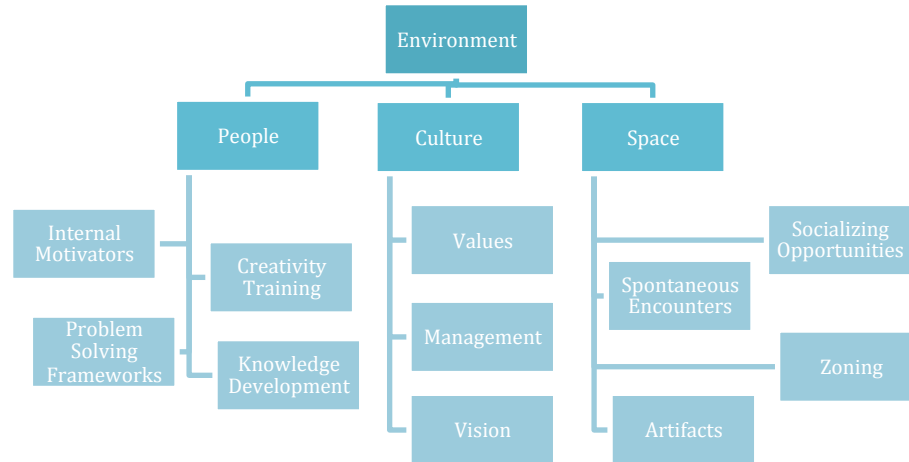 Environment
People
Culture
Space
Internal
Motivators
Creativity
Training
Problem
Solving
Frameworks
Knowledge
Development
Values
Management
Vision
Socializing
Opportunities
Spontaneous
Encounters
Zoning
Artifacts